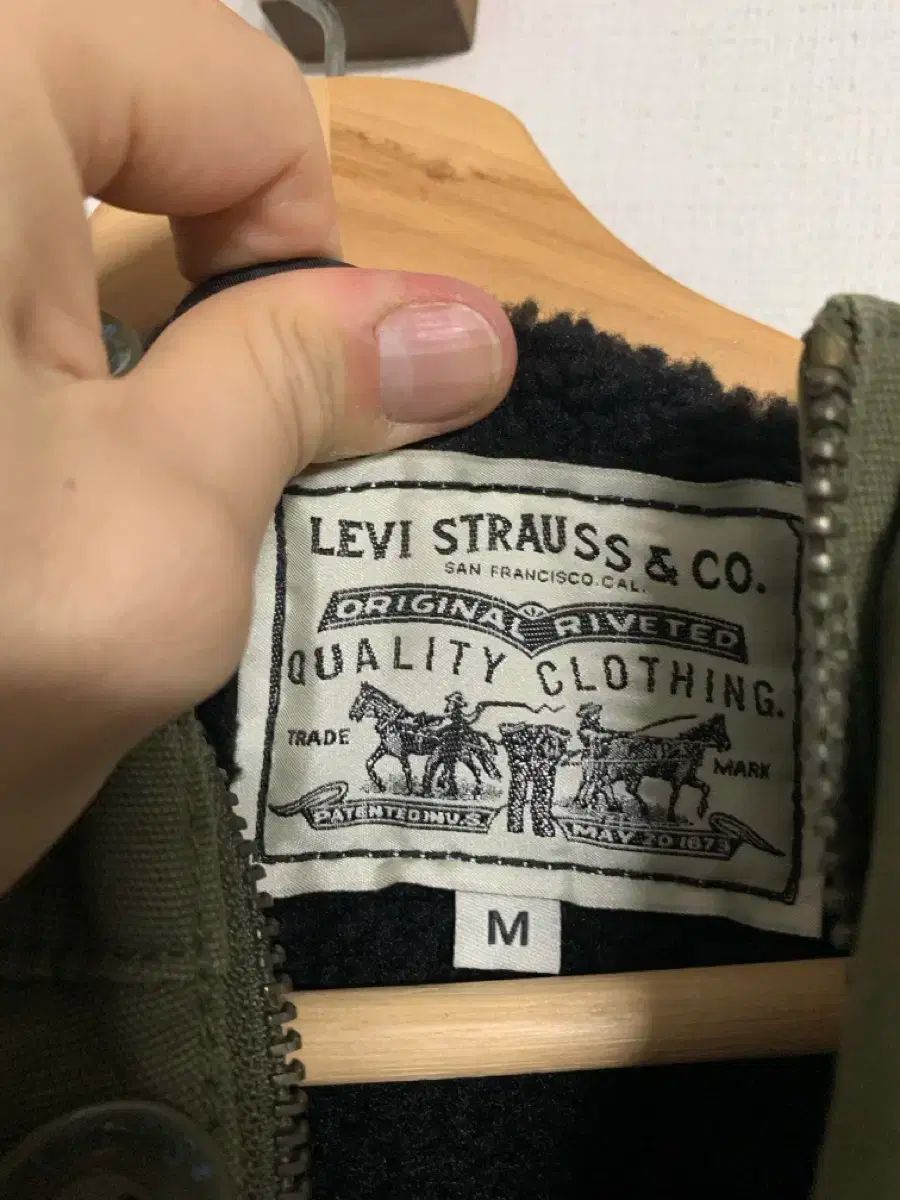 LEVI STRAUSS & CO.
SAN FRANCISCO. CAL.
ORIGINAL RIVETED
QUALITY CLOTHING.
TRADE MARK
PATENTED IN U.S. MAY 20 1873
M